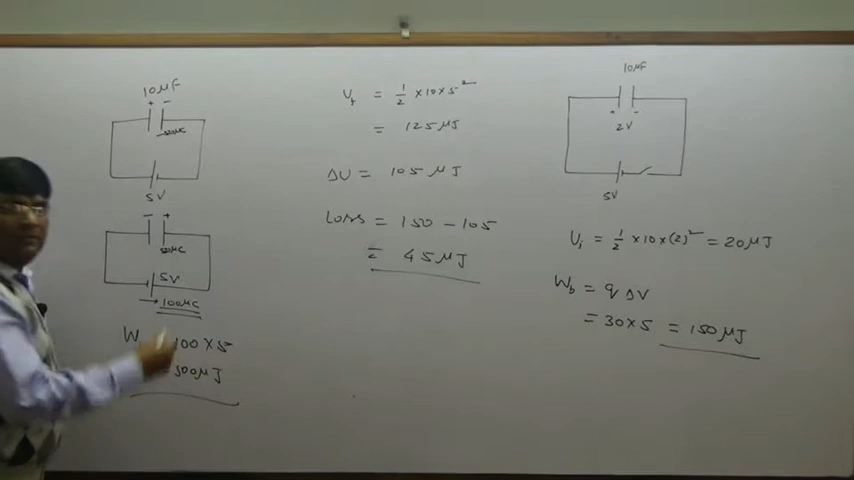 10μF
+ -
50μC
5V
- +
50μC
5V
→ 100μC
W 100 × 5
500μJ
U_f = 1/2 × 10 × 5²
= 125 μJ
ΔU = 105 μJ
Loss = 150 - 105
= 45 μJ
10μF
+ -
2V
5V
U_i = 1/2 × 10 × (2)² = 20 μJ
W_b = q ΔV
= 30 × 5 = 150 μJ